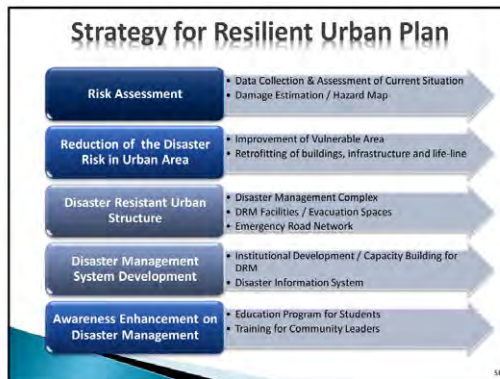 Strategy for Resilient Urban Plan
Risk Assessment
• Data Collection & Assessment of Current Situation
• Damage Estimation / Hazard Map
Reduction of the Disaster
Risk in Urban Area
• Improvement of Vulnerable Area
• Retrofitting of buildings, infrastructure and life-line
Disaster Resistant Urban
Structure
• Disaster Management Complex
• DRM Facilities / Evacuation Spaces
• Emergency Road Network
Disaster Management
System Development
• Institutional Development / Capacity Building for
DRM
• Disaster Information System
Awareness Enhancement on
Disaster Management
• Education Program for Students
• Training for Community Leaders